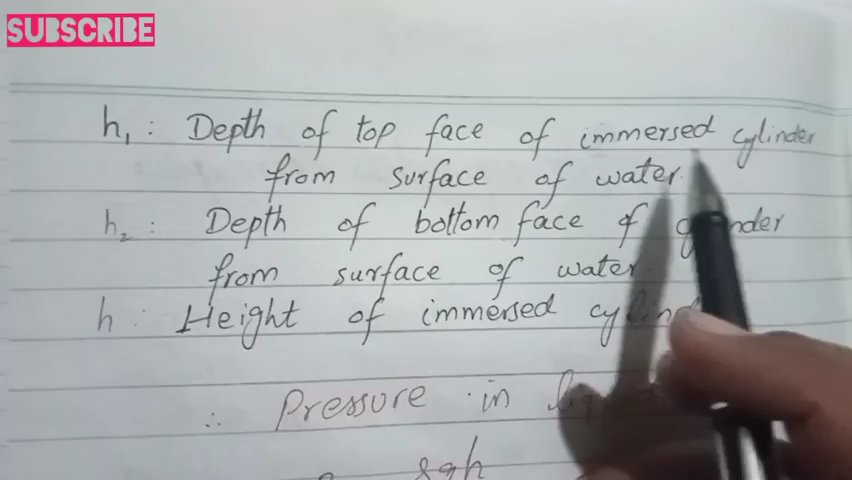 SUBSCRIBE
h₁ : Depth of top face of immersed cylinder
from surface of water.
h₂ : Depth of bottom face of
from surface of water.
h : Height of immersed
∴ Pressure in
ρgh